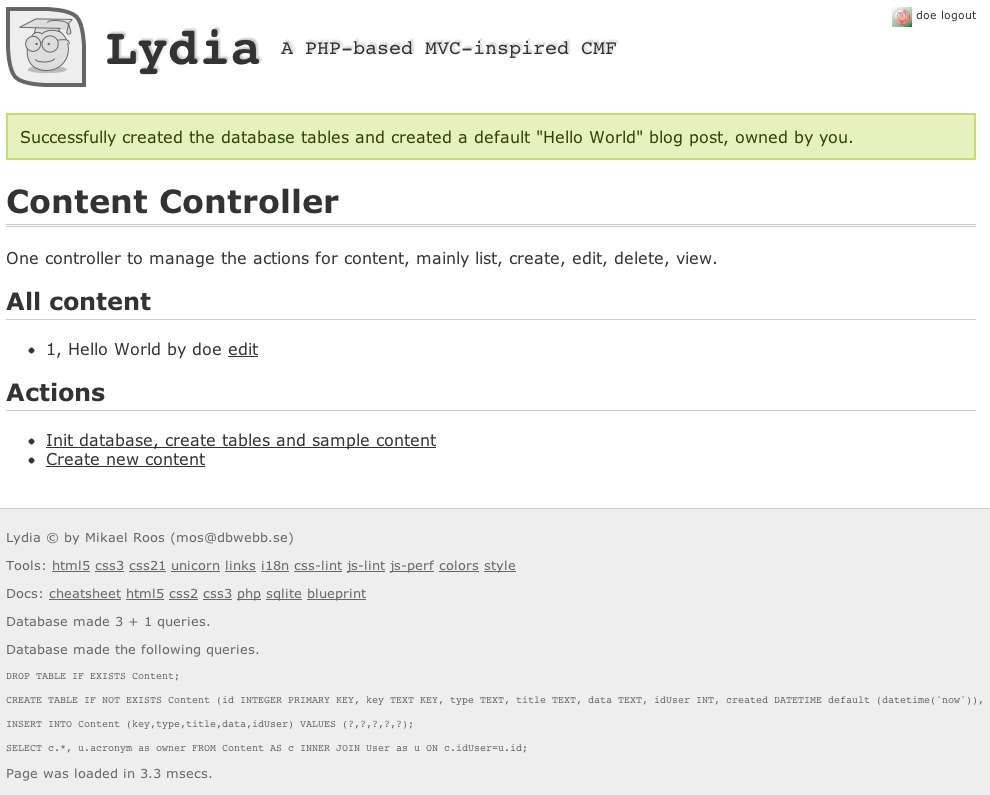 doe logout
Lydia A PHP-based MVC-inspired CMF
Successfully created the database tables and created a default "Hello World" blog post, owned by you.
Content Controller
One controller to manage the actions for content, mainly list, create, edit, delete, view.
All content
• 1, Hello World by doe edit
Actions
• Init database, create tables and sample content
• Create new content
Lydia © by Mikael Roos (mos@dbwebb.se)
Tools: html5 css3 css21 unicorn links i18n css-lint js-lint js-perf colors style
Docs: cheatsheet html5 css2 css3 php sqlite blueprint
Database made 3 + 1 queries.
Database made the following queries.
DROP TABLE IF EXISTS Content;
CREATE TABLE IF NOT EXISTS Content (id INTEGER PRIMARY KEY, key TEXT KEY, type TEXT, title TEXT, data TEXT, idUser INT, created DATETIME default (datetime('now')),
INSERT INTO Content (key,type,title,data,idUser) VALUES (?,?,?,?,?);
SELECT c.*, u.acronym as owner FROM Content AS c INNER JOIN User as u ON c.idUser=u.id;
Page was loaded in 3.3 msecs.